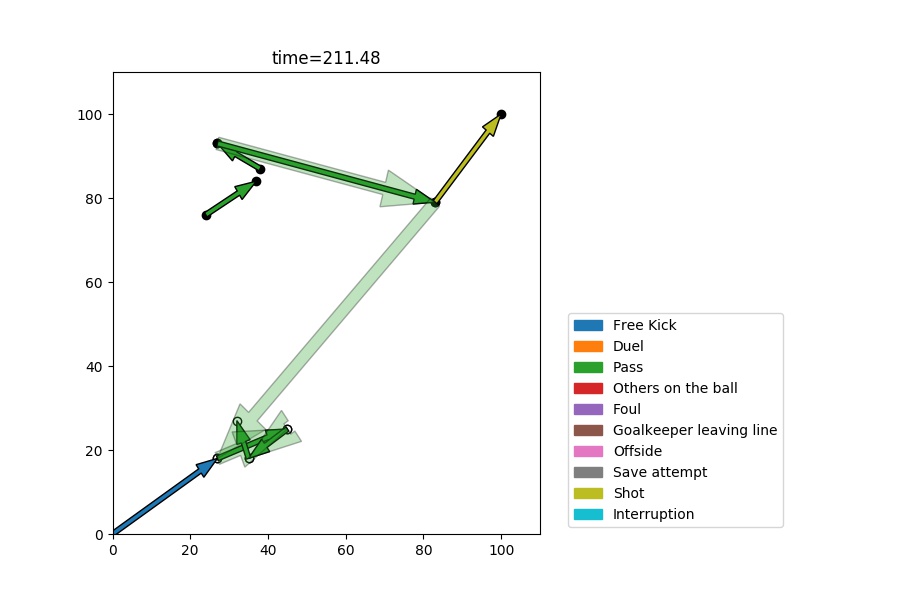 time=211.48
100
80
60
40
20
0
0 20 40 60 80 100
Free Kick
Duel
Pass
Others on the ball
Foul
Goalkeeper leaving line
Offside
Save attempt
Shot
Interruption